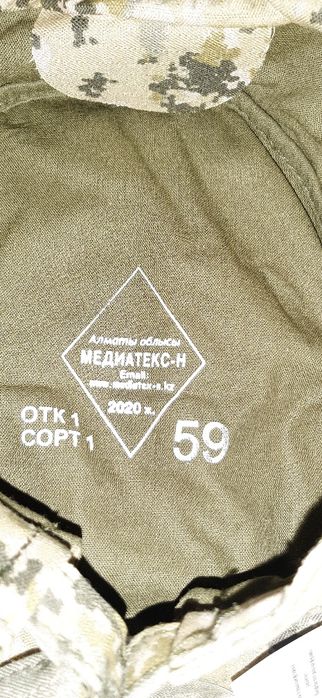 Алматы облысы
МЕДИАТЕКС-Н
Email:
www.mediatex-n.kz
2020 ж.
ОТК 1
СОРТ 1
59